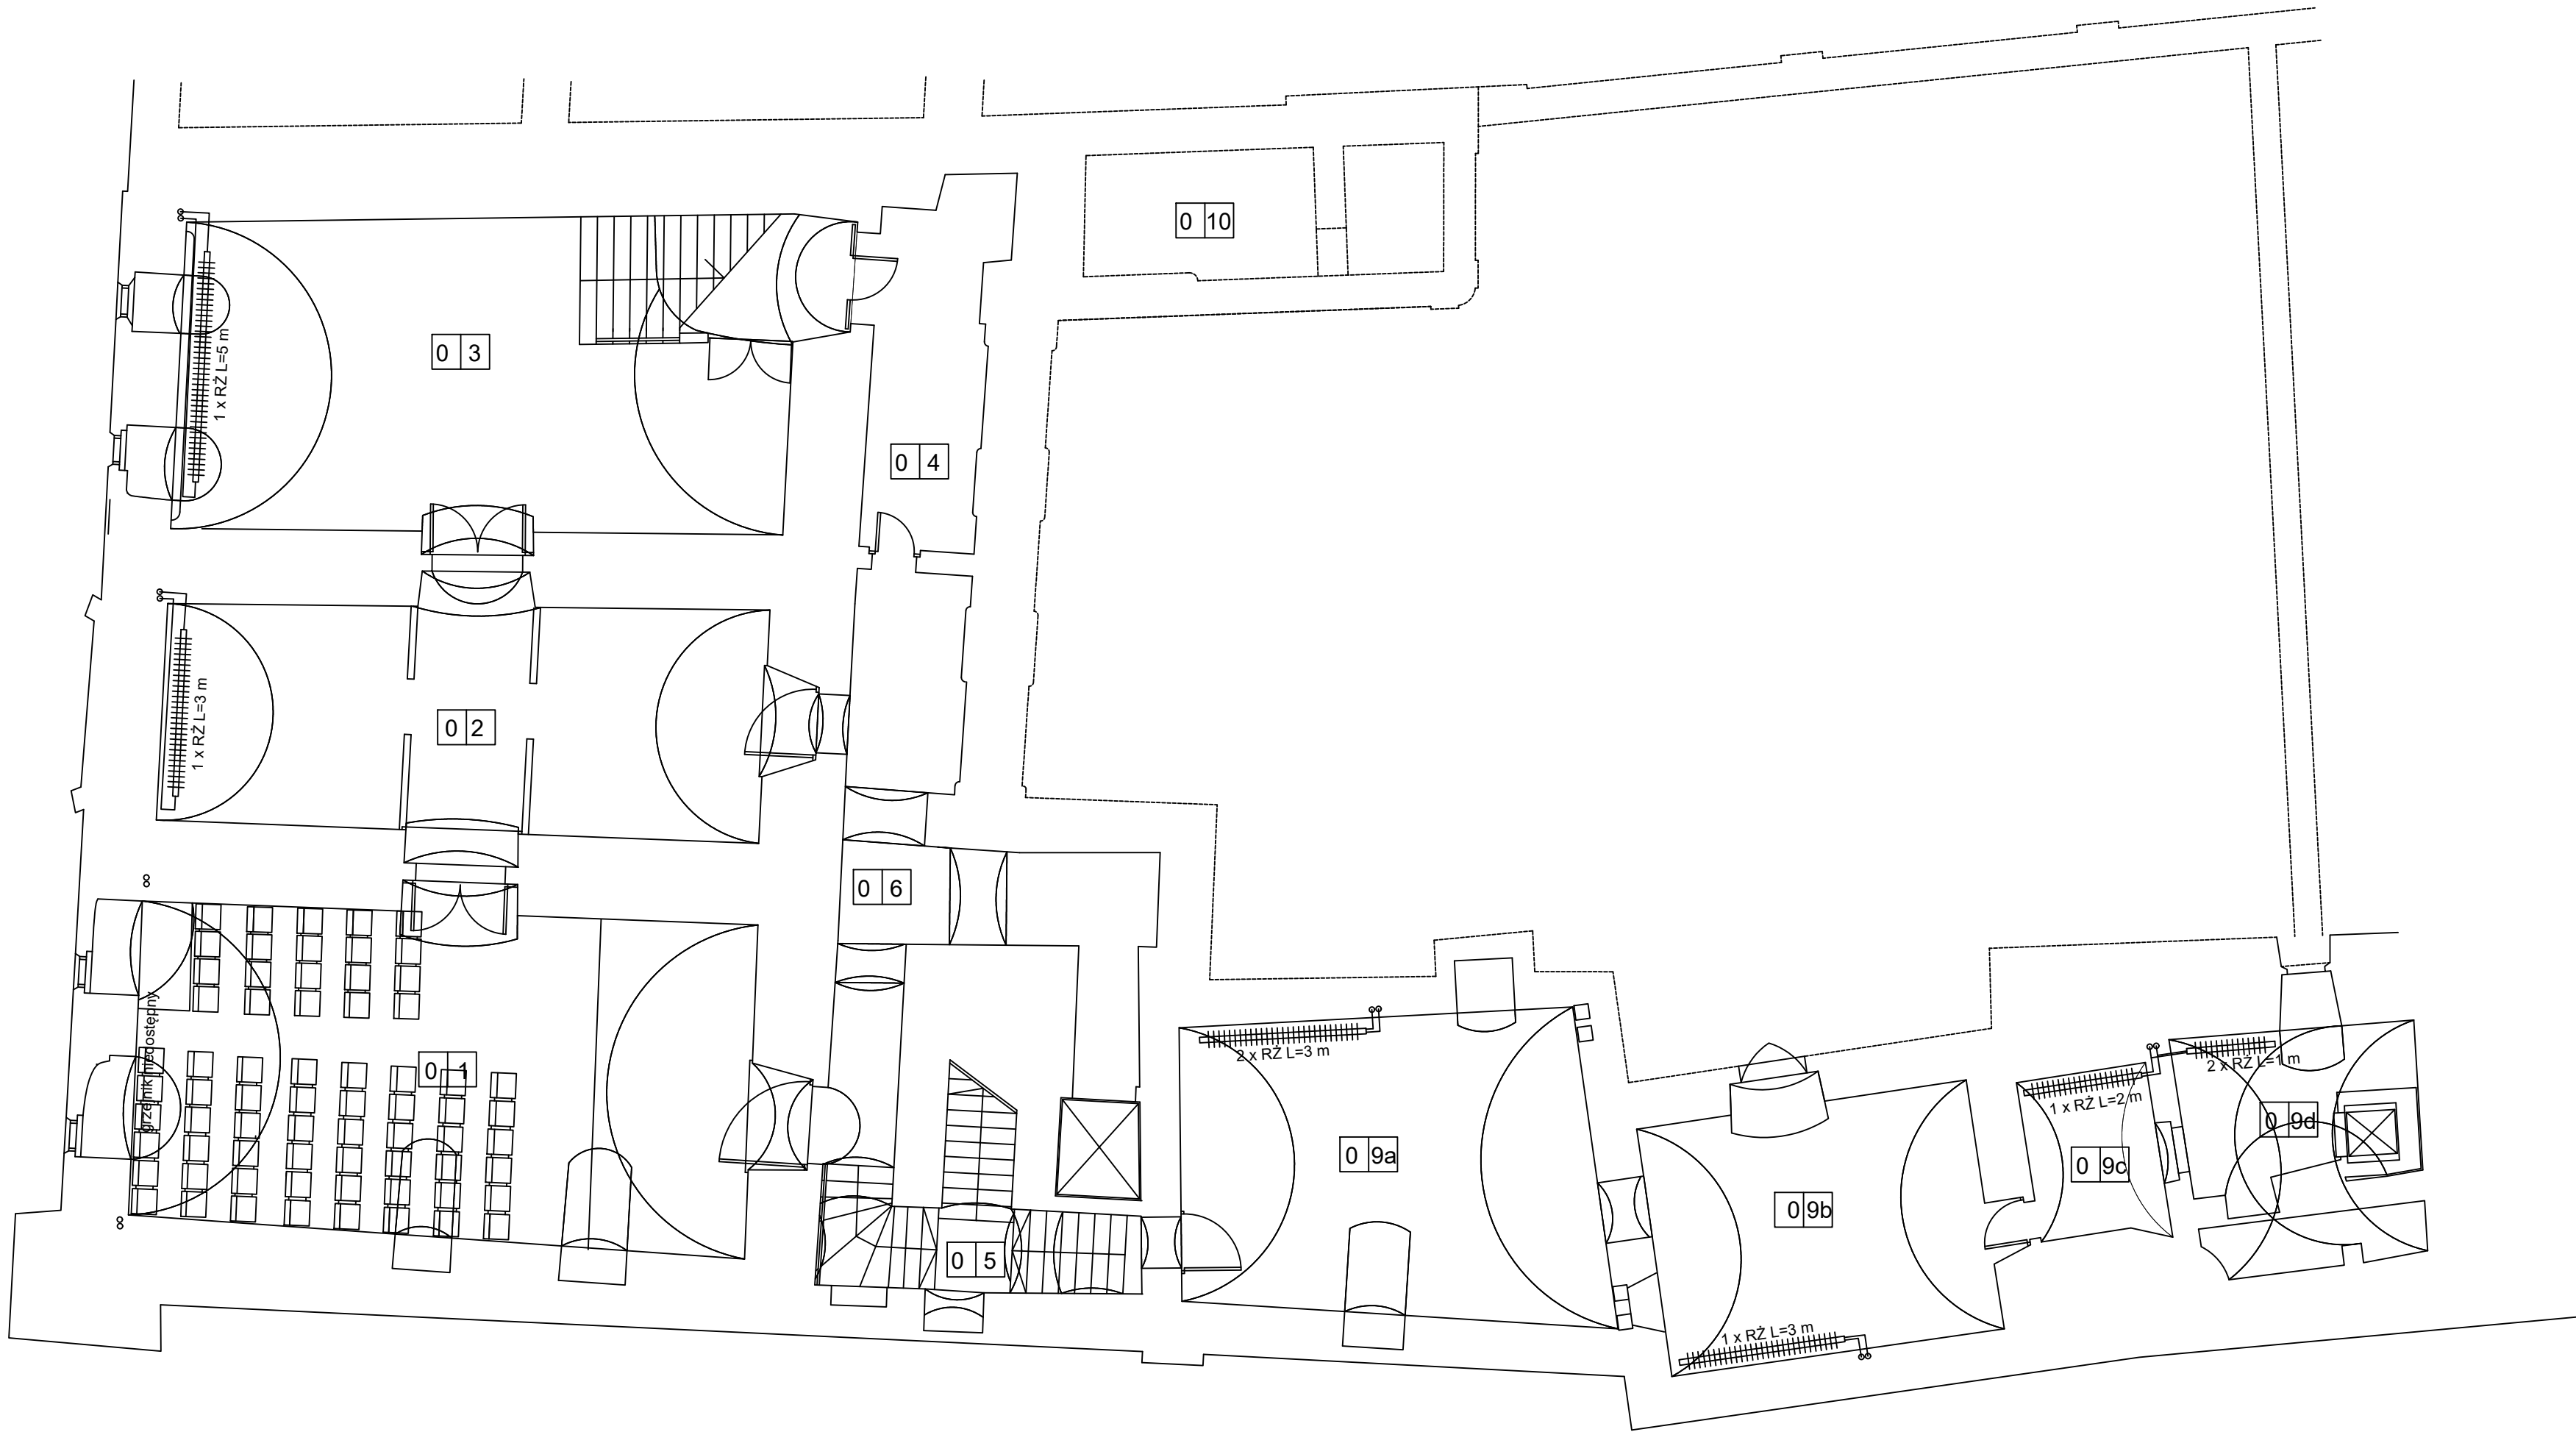 0 10
0 3
1 x RŻ L=5 m
0 4
1 x RŻ L=3 m
0 2
0 6
grzejnik niedostępny
0 1
0 5
2 x RŻ L=3 m
0 9a
0 9b
1 x RŻ L=3 m
1 x RŻ L=2 m
0 9c
2 x RŻ L=1 m
0 9d